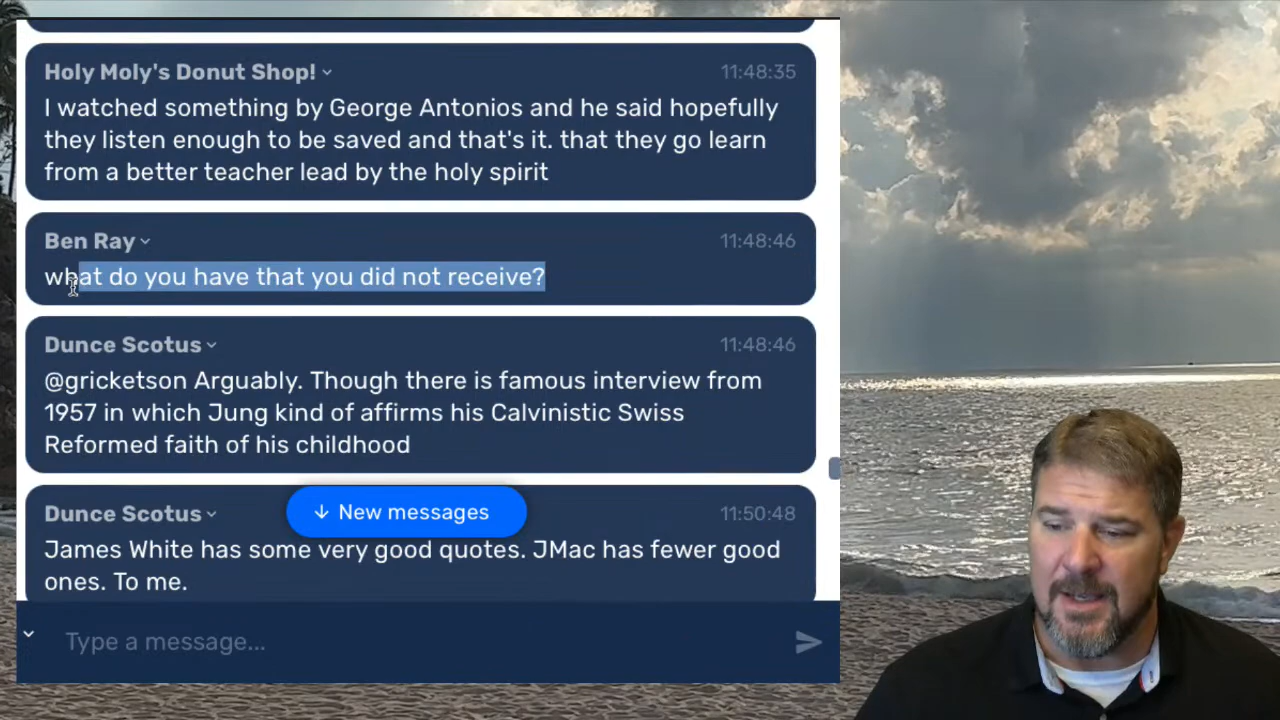 Holy Moly's Donut Shop! 11:48:35
I watched something by George Antonios and he said hopefully
they listen enough to be saved and that's it. that they go learn
from a better teacher lead by the holy spirit
Ben Ray 11:48:46
what do you have that you did not receive?
Dunce Scotus 11:48:46
@gricketson Arguably. Though there is famous interview from
1957 in which Jung kind of affirms his Calvinistic Swiss
Reformed faith of his childhood
Dunce Scotus 11:50:48
↓ New messages
James White has some very good quotes. JMac has fewer good
ones. To me.
Type a message...